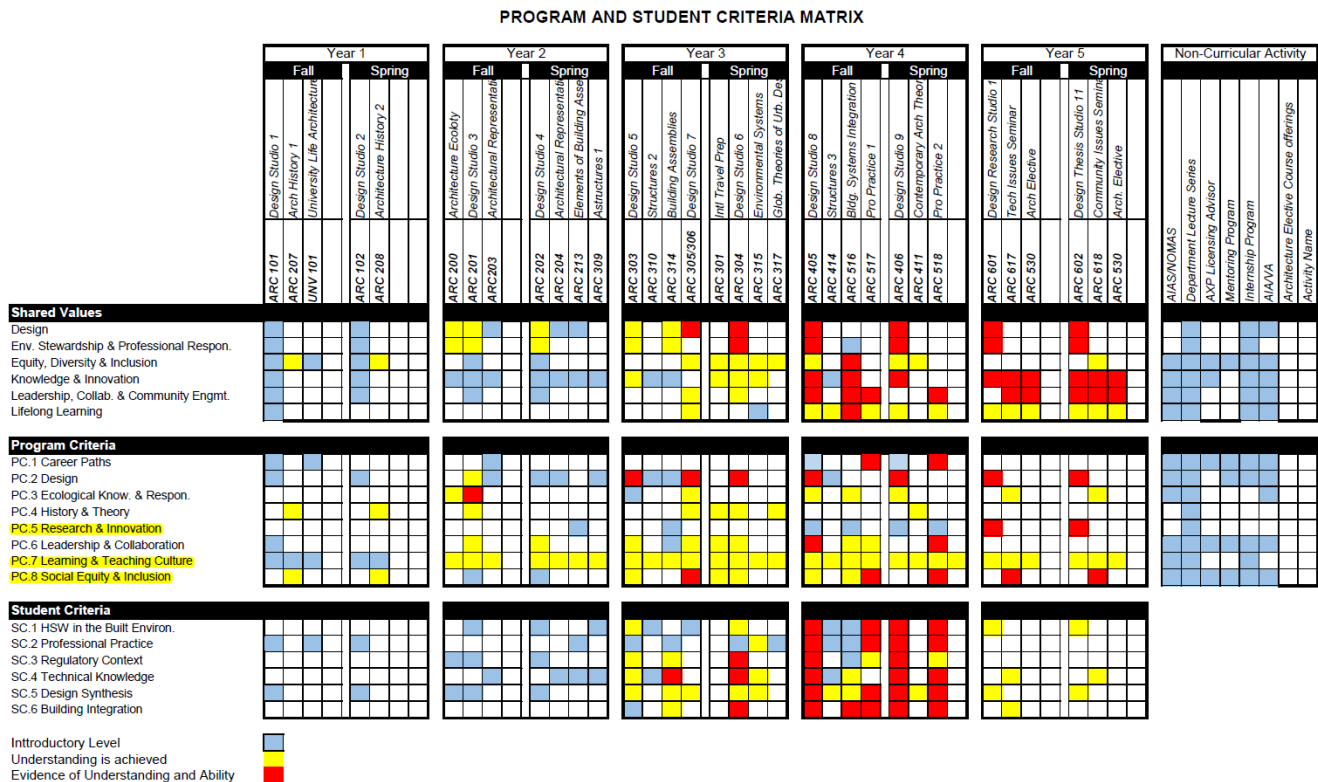 PROGRAM AND STUDENT CRITERIA MATRIX
Year 1
Year 2
Year 3
Year 4
Year 5
Non-Curricular Activity
Fall
Spring
Fall
Spring
Fall
Spring
Fall
Spring
Fall
Spring
ARC 101 Design Studio 1
ARC 207 Arch History 1
UNV 101 University Life Architecture
ARC 102 Design Studio 2
ARC 208 Architecture History 2
ARC 200 Architecture Ecoloty
ARC 201 Design Studio 3
ARC203 Architectural Representati
ARC 202 Design Studio 4
ARC 204 Architectural Representati
ARC 213 Elements of Building Asse
ARC 309 Astructures 1
ARC 303 Design Studio 5
ARC 310 Structures 2
ARC 314 Building Assemblies
ARC 305/306 Design Studio 7
ARC 301 Intl Travel Prep
ARC 304 Design Studio 6
ARC 315 Environmental Systems
ARC 317 Glob. Theories of Urb. Des
ARC 405 Design Studio 8
ARC 414 Structures 3
ARC 516 Bldg. Systems Integration
ARC 517 Pro Practice 1
ARC 406 Design Studio 9
ARC 411 Contemporary Arch Theor
ARC 518 Pro Practice 2
ARC 601 Design Research Studio 1
ARC 617 Tech Issues Seminar
ARC 530 Arch Elective
ARC 602 Design Thesis Studio 11
ARC 618 Community Issues Semina
ARC 530 Arch. Elective
AIAS/NOMAS
Department Lecture Series
AXP Licensing Advisor
Mentoring Program
Internship Program
AIA/VA
Architecture Elective Course offerings
Activity Name
Shared Values
Design
Env. Stewardship & Professional Respon.
Equity, Diversity & Inclusion
Knowledge & Innovation
Leadership, Collab. & Community Engmt.
Lifelong Learning
Program Criteria
PC.1 Career Paths
PC.2 Design
PC.3 Ecological Know. & Respon.
PC.4 History & Theory
PC.5 Research & Innovation
PC.6 Leadership & Collaboration
PC.7 Learning & Teaching Culture
PC.8 Social Equity & Inclusion
Student Criteria
SC.1 HSW in the Built Environ.
SC.2 Professional Practice
SC.3 Regulatory Context
SC.4 Technical Knowledge
SC.5 Design Synthesis
SC.6 Building Integration
Inttroductory Level
Understanding is achieved
Evidence of Understanding and Ability